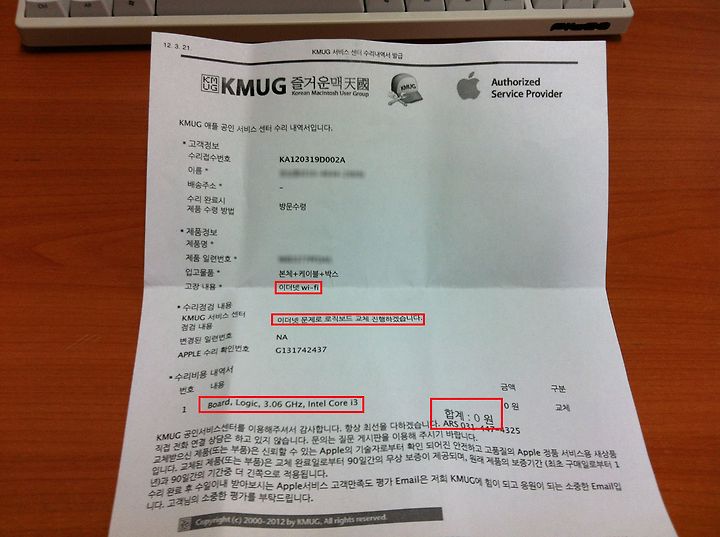 12. 3. 21.
KMUG 서비스 센터 수리내역서 발급
KM UG KMUG 즐거운맥天國
Korean Macintosh User Group
KMUG
Authorized
Service Provider
KMUG 애플 공인 서비스 센터 수리 내역서입니다.
* 고객정보
수리접수번호 KA120319D002A
이름 *
배송주소 * –
수리 완료시
제품 수령 방법 방문수령
* 제품정보
제품명 *
제품 일련번호 *
입고물품 * 본체+케이블+박스
고장 내용 * 이더넷 wi-fi
* 수리점검 내용
KMUG 서비스 센터
점검 내용 이더넷 문제로 로직보드 교체 진행하겠습니다.
변경된 일련번호 NA
APPLE 수리 확인번호 G131742437
* 수리비용 내역서
번호 내용 금액 구분
1 Board, Logic, 3.06 GHz, Intel Core i3 0 원 교체
합계 : 0 원
KMUG 공인서비스센터를 이용해주셔서 감사합니다. 항상 최선을 다하겠습니다. ARS 031-447-4325
직접 전화 연결 상담은 하고 있지 않습니다. 문의는 질문 게시판을 이용해 주시기 바랍니다.
교체받으신 제품(또는 부품)은 신뢰할 수 있는 Apple의 기술자로부터 확인 되어진 안전하고 고품질의 Apple 정품 서비스용 새상품
입니다. 교체된 제품(또는 부품)은 교체 완료일로부터 90일간의 무상 보증이 제공되며, 원래 제품의 보증기간 (최초 구매일로부터 1
년)과 90일간의 기간중 더 긴쪽으로 적용됩니다.
수리 완료 후 수일이내 받아보시는 Apple서비스 고객만족도 평가 Email은 저희 KMUG에 힘이 되고 응원이 되는 소중한 Email입
니다. 고객님의 소중한 평가를 부탁드립니다.
Copyright (c) 2000-2012 by KMUG, All rights reserved.